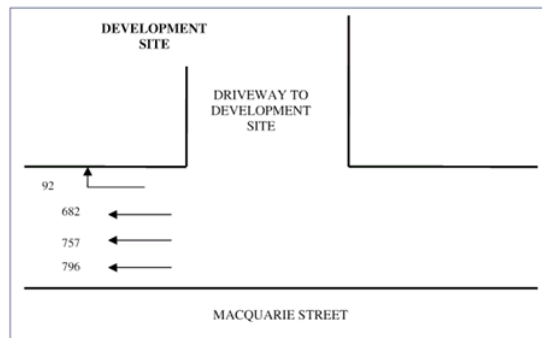 DEVELOPMENT
SITE
DRIVEWAY TO
DEVELOPMENT
SITE
92
682
757
796
MACQUARIE STREET